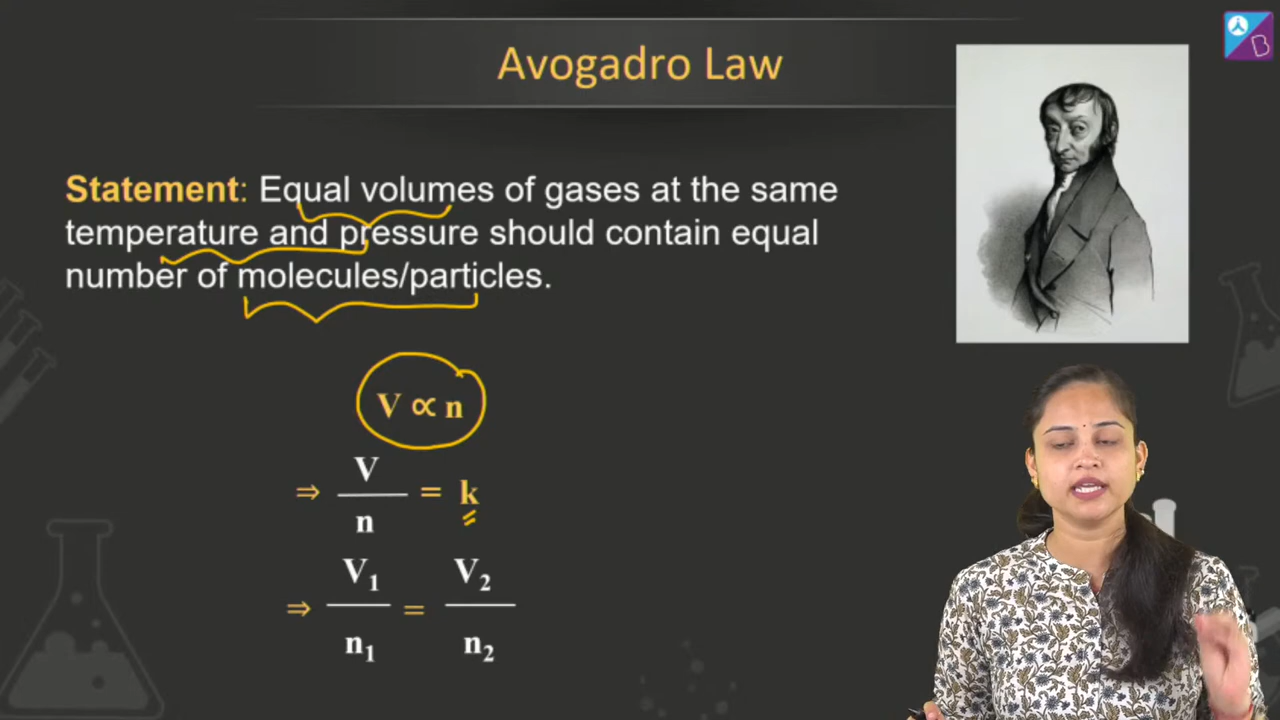 Avogadro Law
Statement: Equal volumes of gases at the same
temperature and pressure should contain equal
number of molecules/particles.
V ∝ n
⇒ V/n = k
⇒ V₁/n₁ = V₂/n₂
B